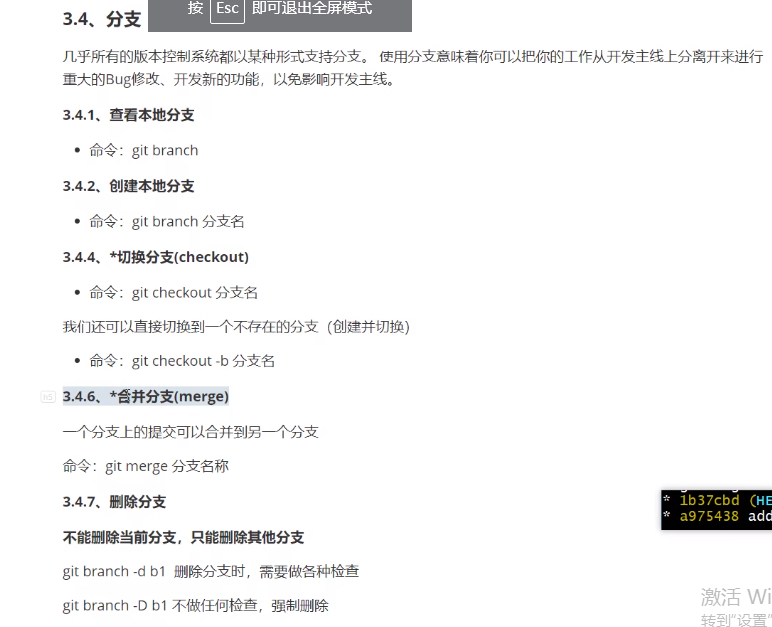 按 Esc 即可退出全屏模式
3.4、分支
几乎所有的版本控制系统都以某种形式支持分支。 使用分支意味着你可以把你的工作从开发主线上分离开来进行
重大的Bug修改、开发新的功能，以免影响开发主线。
3.4.1、查看本地分支
命令：git branch
3.4.2、创建本地分支
命令：git branch 分支名
3.4.4、*切换分支(checkout)
命令：git checkout 分支名
我们还可以直接切换到一个不存在的分支（创建并切换）
命令：git checkout -b 分支名
h5
3.4.6、*合并分支(merge)
一个分支上的提交可以合并到另一个分支
命令：git merge 分支名称
3.4.7、删除分支
不能删除当前分支，只能删除其他分支
git branch -d b1 删除分支时，需要做各种检查
git branch -D b1 不做任何检查，强制删除
* 1b37cbd (HE
* a975438 add
激活 Wi
转到"设置"